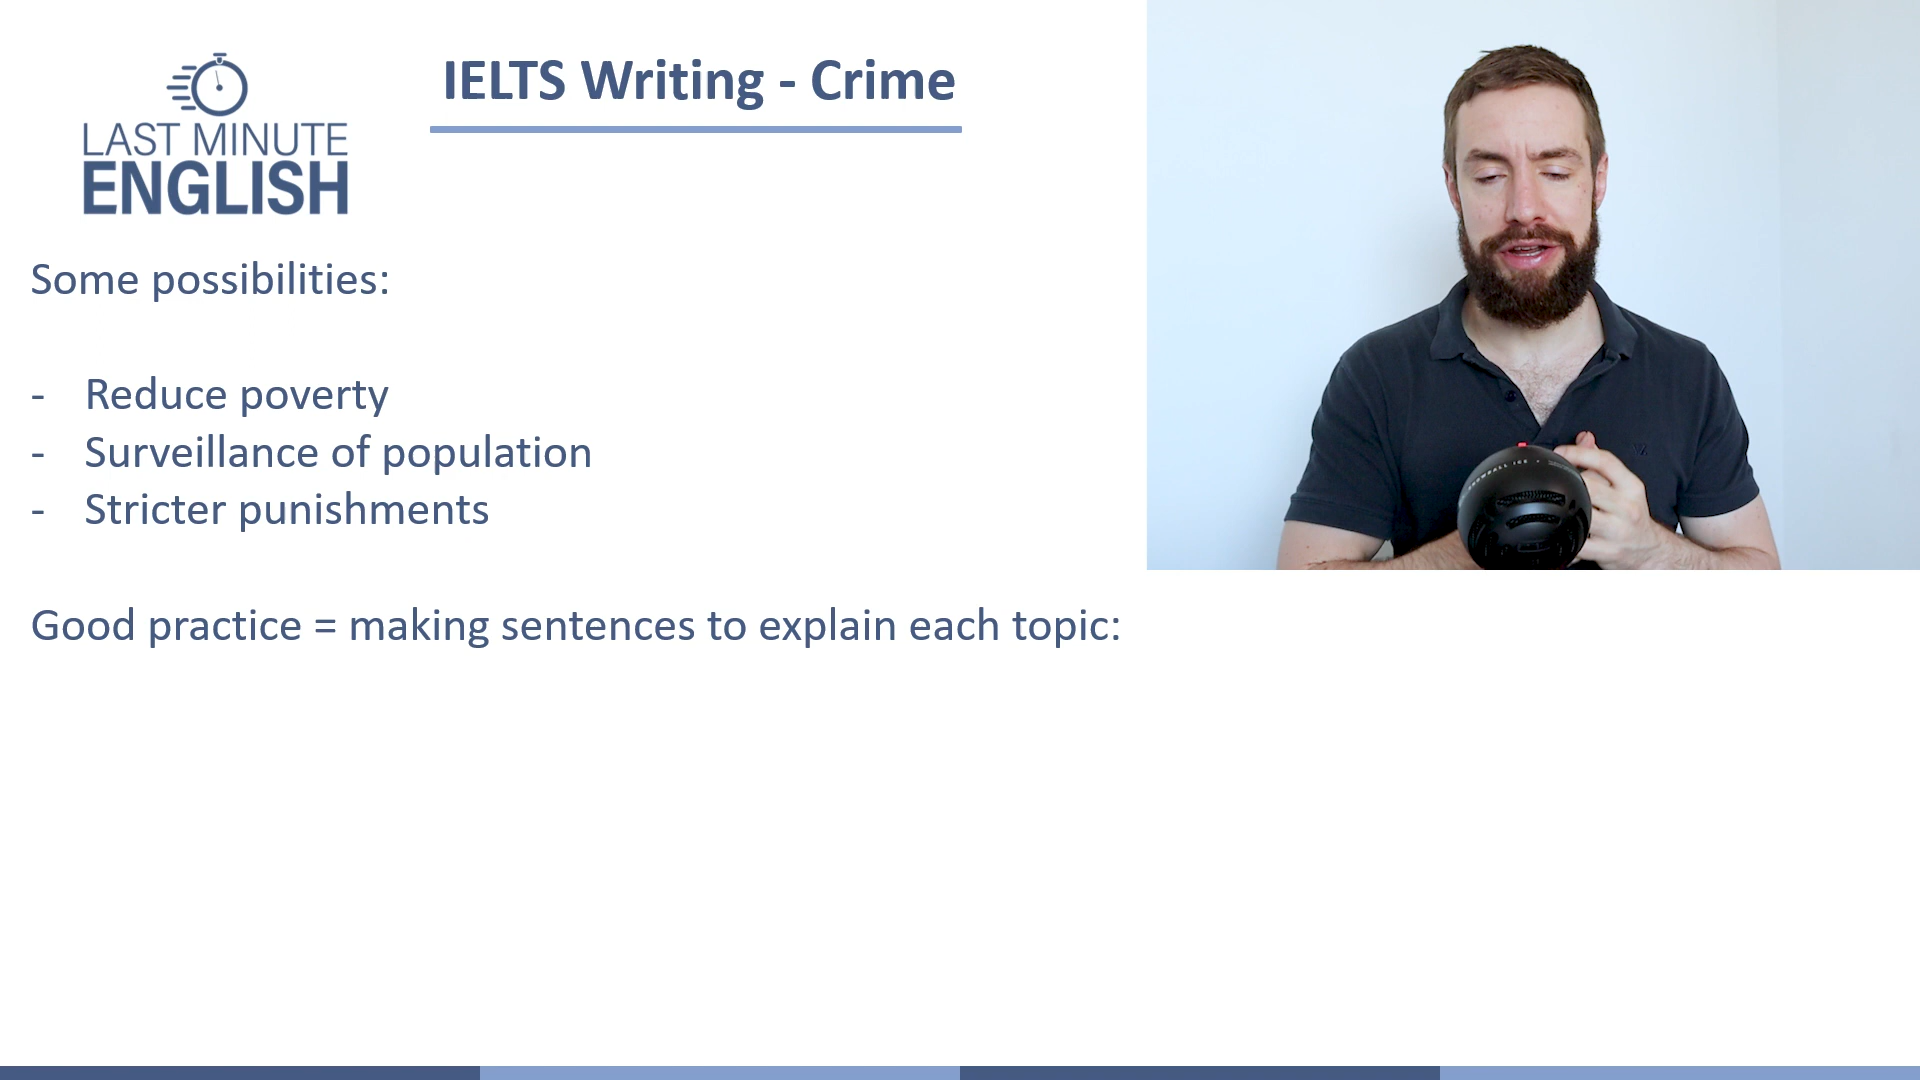 LAST MINUTE
ENGLISH
IELTS Writing - Crime
Some possibilities:
- Reduce poverty
- Surveillance of population
- Stricter punishments
Good practice = making sentences to explain each topic: